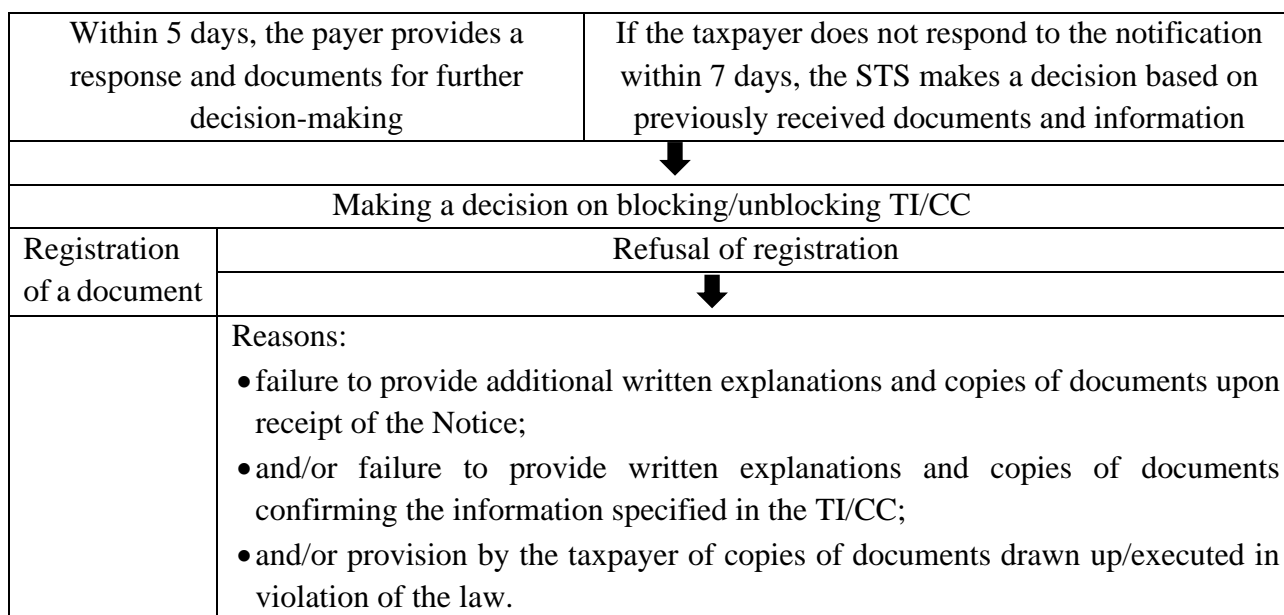 Within 5 days, the payer provides a
response and documents for further
decision-making
If the taxpayer does not respond to the notification
within 7 days, the STS makes a decision based on
previously received documents and information
Making a decision on blocking/unblocking TI/CC
Registration
of a document
Refusal of registration
Reasons:
• failure to provide additional written explanations and copies of documents upon
receipt of the Notice;
• and/or failure to provide written explanations and copies of documents
confirming the information specified in the TI/CC;
• and/or provision by the taxpayer of copies of documents drawn up/executed in
violation of the law.